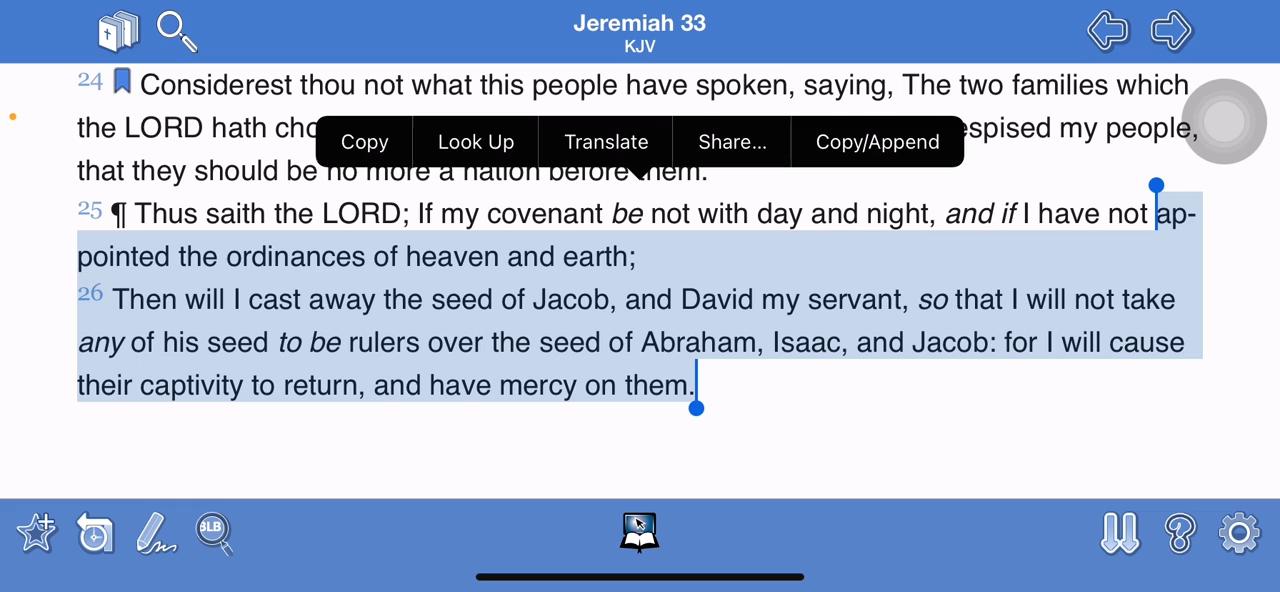 Jeremiah 33
KJV
24 Considerest thou not what this people have spoken, saying, The two families which
the LORD hath cho espised my people,
Copy Look Up Translate Share... Copy/Append
that they should be no more a nation before them.
25 ¶ Thus saith the LORD; If my covenant be not with day and night, and if I have not ap-
pointed the ordinances of heaven and earth;
26 Then will I cast away the seed of Jacob, and David my servant, so that I will not take
any of his seed to be rulers over the seed of Abraham, Isaac, and Jacob: for I will cause
their captivity to return, and have mercy on them.
BLB